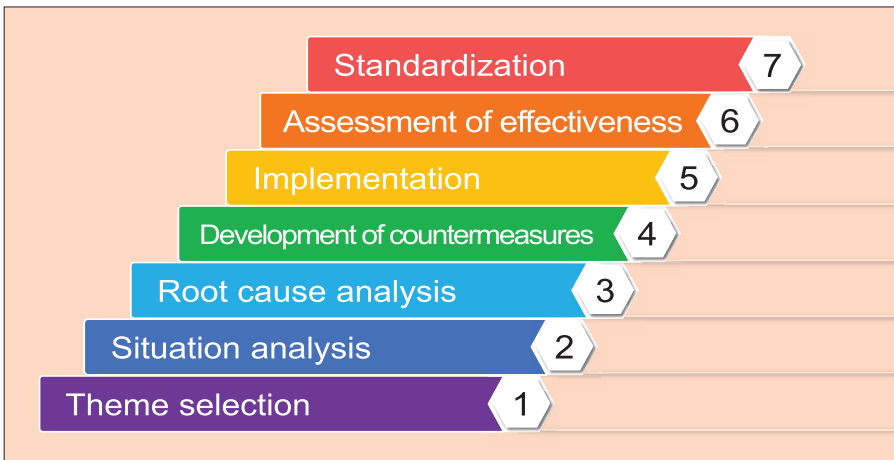 Standardization 7
Assessment of effectiveness 6
Implementation 5
Development of countermeasures 4
Root cause analysis 3
Situation analysis 2
Theme selection 1